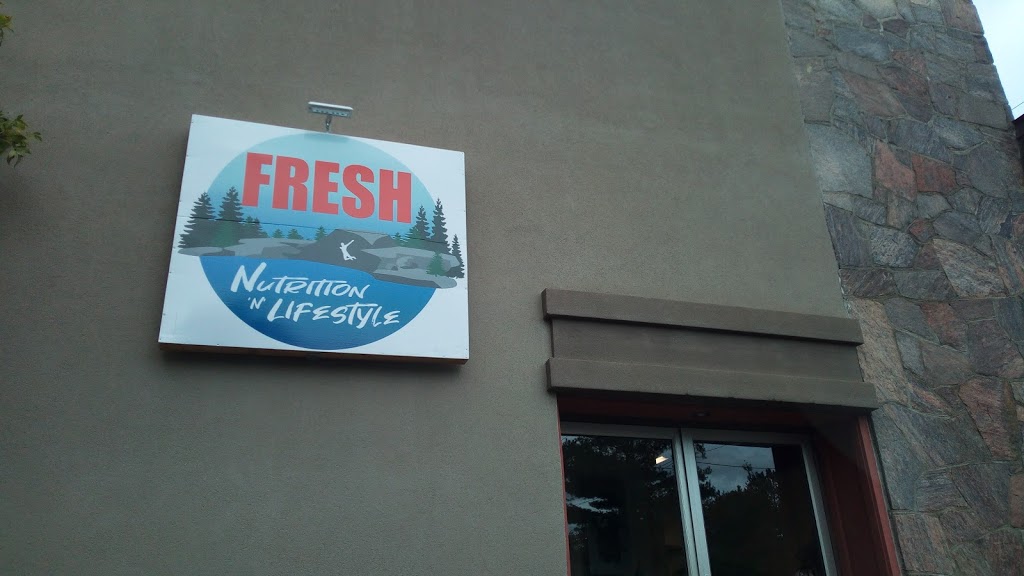 FRESH
NUTRITION
'N LIFESTYLE